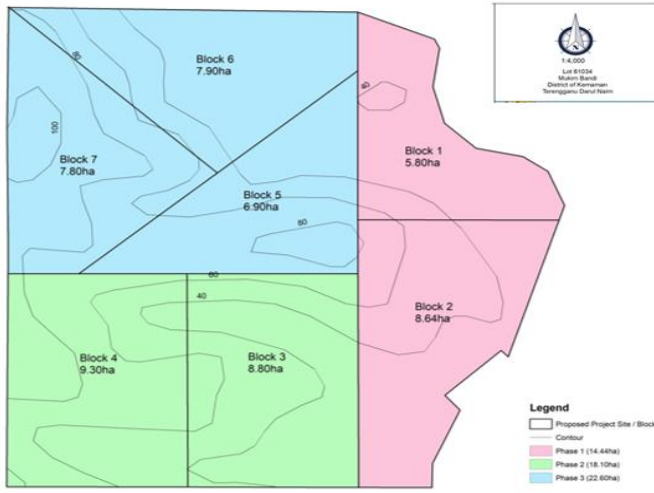 Block 6
7.90ha
80
100
Block 7
7.80ha
Block 5
6.90ha
80
60
40
Block 4
9.30ha
Block 3
8.80ha
40
Block 1
5.80ha
Block 2
8.64ha
1:4,000
Lot 61034
Mukim Bandi
District of Kemaman
Terengganu Darul Naim
Legend
Proposed Project Site / Block
Contour
Phase 1 (14.44ha)
Phase 2 (18.10ha)
Phase 3 (22.60ha)